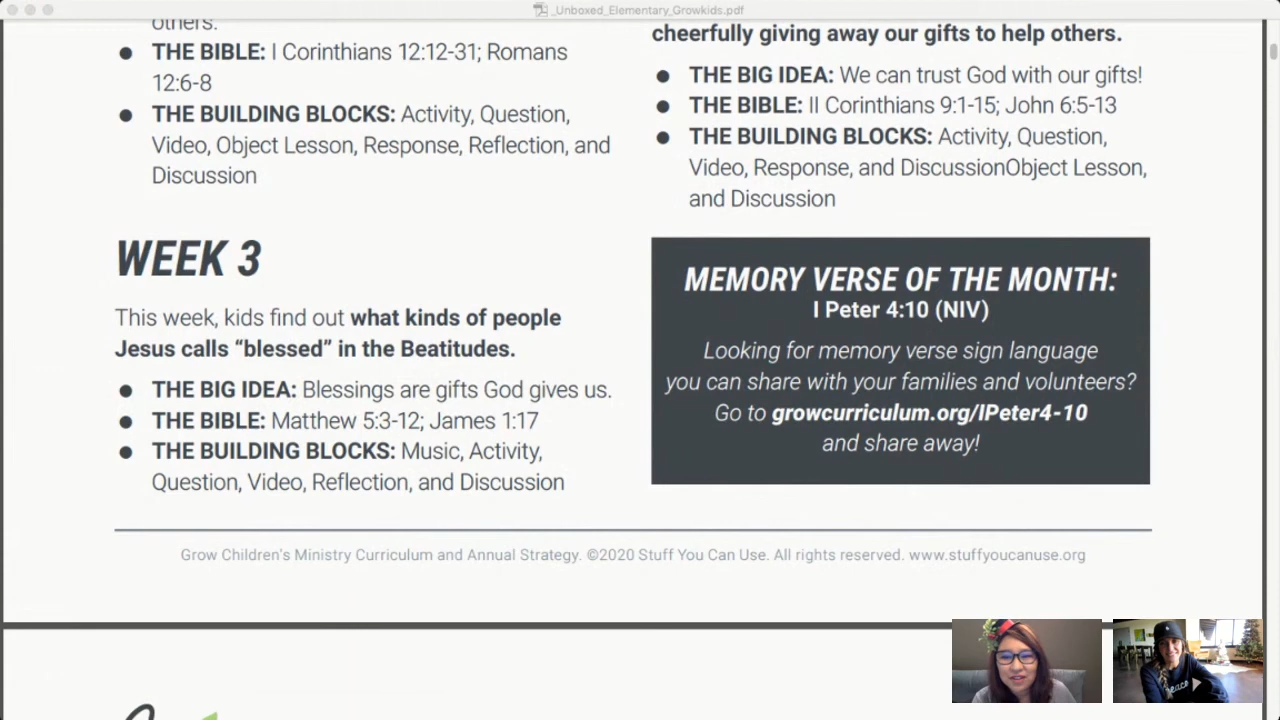 _Unboxed_Elementary_Growkids.pdf
others.
● THE BIBLE: I Corinthians 12:12-31; Romans
12:6-8
● THE BUILDING BLOCKS: Activity, Question,
Video, Object Lesson, Response, Reflection, and
Discussion
WEEK 3
This week, kids find out what kinds of people
Jesus calls “blessed” in the Beatitudes.
● THE BIG IDEA: Blessings are gifts God gives us.
● THE BIBLE: Matthew 5:3-12; James 1:17
● THE BUILDING BLOCKS: Music, Activity,
Question, Video, Reflection, and Discussion
cheerfully giving away our gifts to help others.
● THE BIG IDEA: We can trust God with our gifts!
● THE BIBLE: II Corinthians 9:1-15; John 6:5-13
● THE BUILDING BLOCKS: Activity, Question,
Video, Response, and DiscussionObject Lesson,
and Discussion
MEMORY VERSE OF THE MONTH:
I Peter 4:10 (NIV)
Looking for memory verse sign language
you can share with your families and volunteers?
Go to growcurriculum.org/IPeter4-10
and share away!
Grow Children's Ministry Curriculum and Annual Strategy. ©2020 Stuff You Can Use. All rights reserved. www.stuffyoucanuse.org
peace